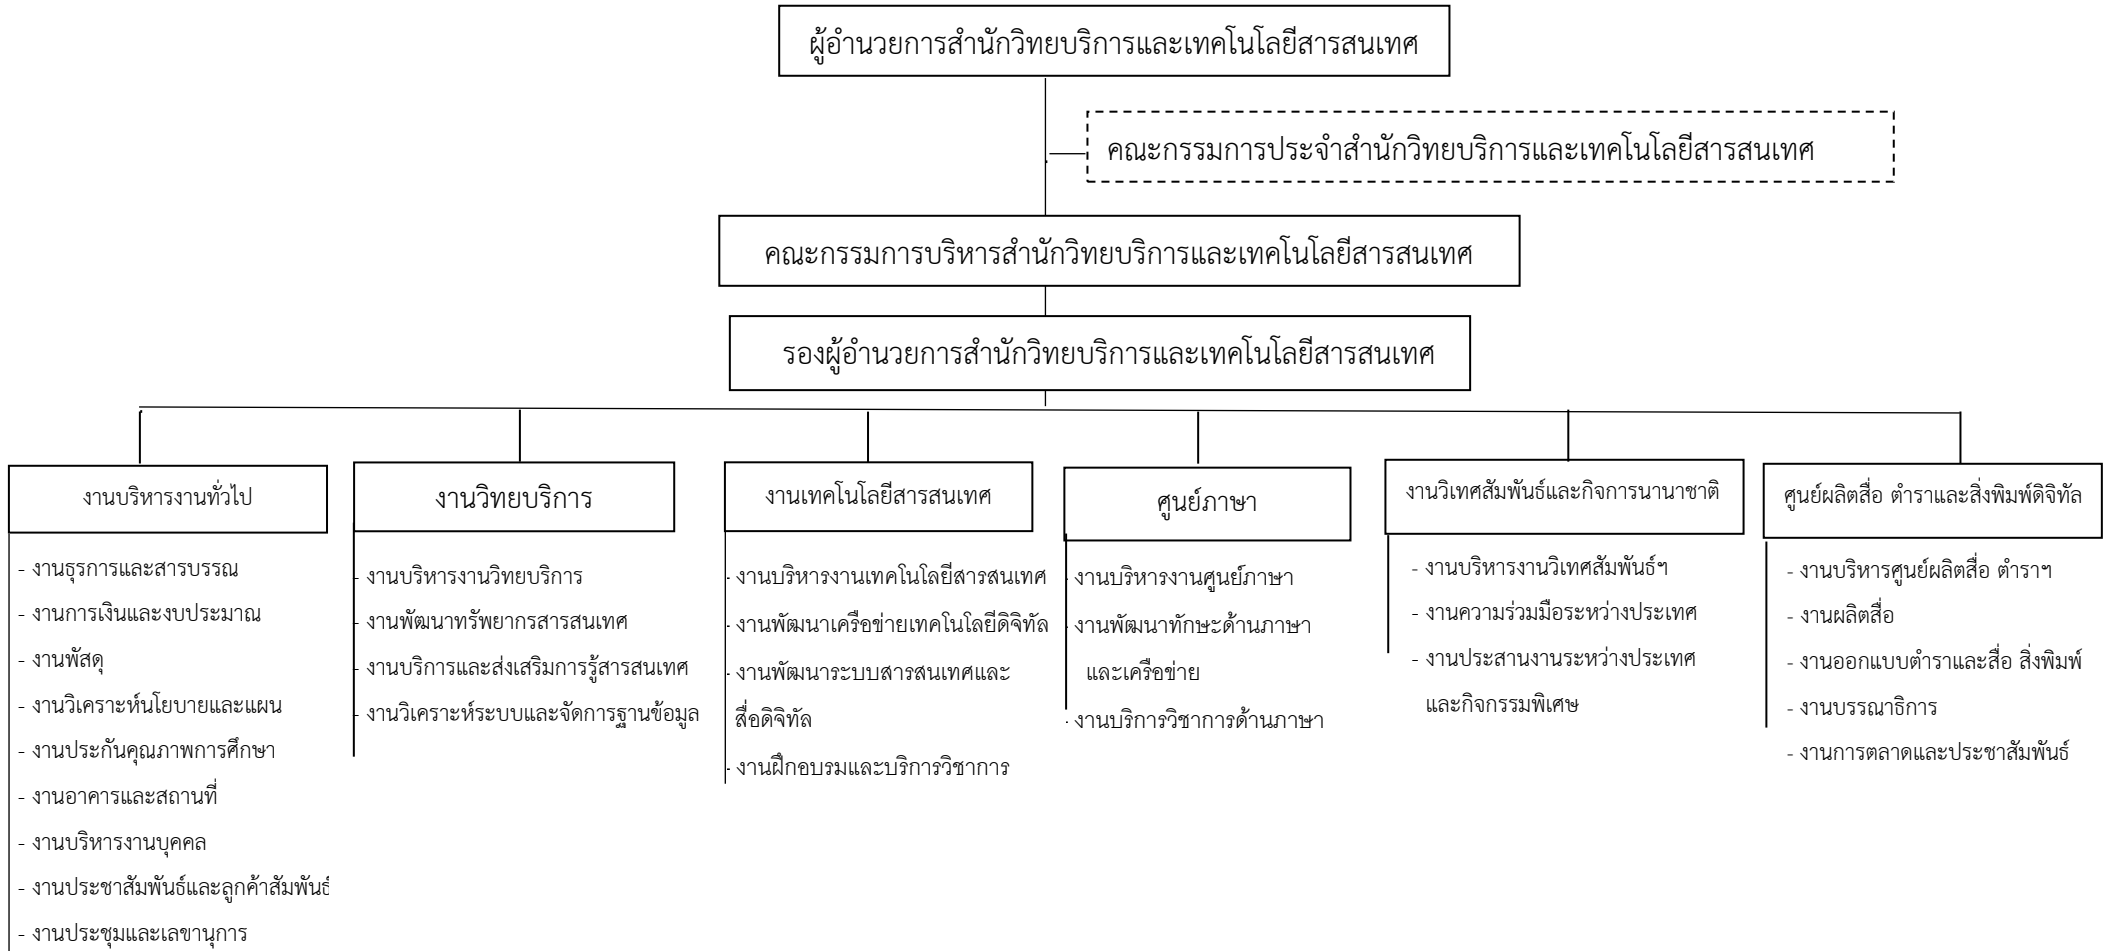 ผู้อำนวยการสำนักวิทยบริการและเทคโนโลยีสารสนเทศ
คณะกรรมการประจำสำนักวิทยบริการและเทคโนโลยีสารสนเทศ
คณะกรรมการบริหารสำนักวิทยบริการและเทคโนโลยีสารสนเทศ
รองผู้อำนวยการสำนักวิทยบริการและเทคโนโลยีสารสนเทศ
งานบริหารงานทั่วไป
- งานธุรการและสารบรรณ
- งานการเงินและงบประมาณ
- งานพัสดุ
- งานวิเคราะห์นโยบายและแผน
- งานประกันคุณภาพการศึกษา
- งานอาคารและสถานที่
- งานบริหารงานบุคคล
- งานประชาสัมพันธ์และลูกค้าสัมพันธ์
- งานประชุมและเลขานุการ
งานวิทยบริการ
- งานบริหารงานวิทยบริการ
- งานพัฒนาทรัพยากรสารสนเทศ
- งานบริการและส่งเสริมการรู้สารสนเทศ
- งานวิเคราะห์ระบบและจัดการฐานข้อมูล
งานเทคโนโลยีสารสนเทศ
- งานบริหารงานเทคโนโลยีสารสนเทศ
- งานพัฒนาเครือข่ายเทคโนโลยีดิจิทัล
- งานพัฒนาระบบสารสนเทศและ
สื่อดิจิทัล
- งานฝึกอบรมและบริการวิชาการ
ศูนย์ภาษา
- งานบริหารงานศูนย์ภาษา
- งานพัฒนาทักษะด้านภาษา
และเครือข่าย
- งานบริการวิชาการด้านภาษา
งานวิเทศสัมพันธ์และกิจการนานาชาติ
- งานบริหารงานวิเทศสัมพันธ์ฯ
- งานความร่วมมือระหว่างประเทศ
- งานประสานงานระหว่างประเทศ
และกิจกรรมพิเศษ
ศูนย์ผลิตสื่อ ตำราและสิ่งพิมพ์ดิจิทัล
- งานบริหารศูนย์ผลิตสื่อ ตำราฯ
- งานผลิตสื่อ
- งานออกแบบตำราและสื่อ สิ่งพิมพ์
- งานบรรณาธิการ
- งานการตลาดและประชาสัมพันธ์